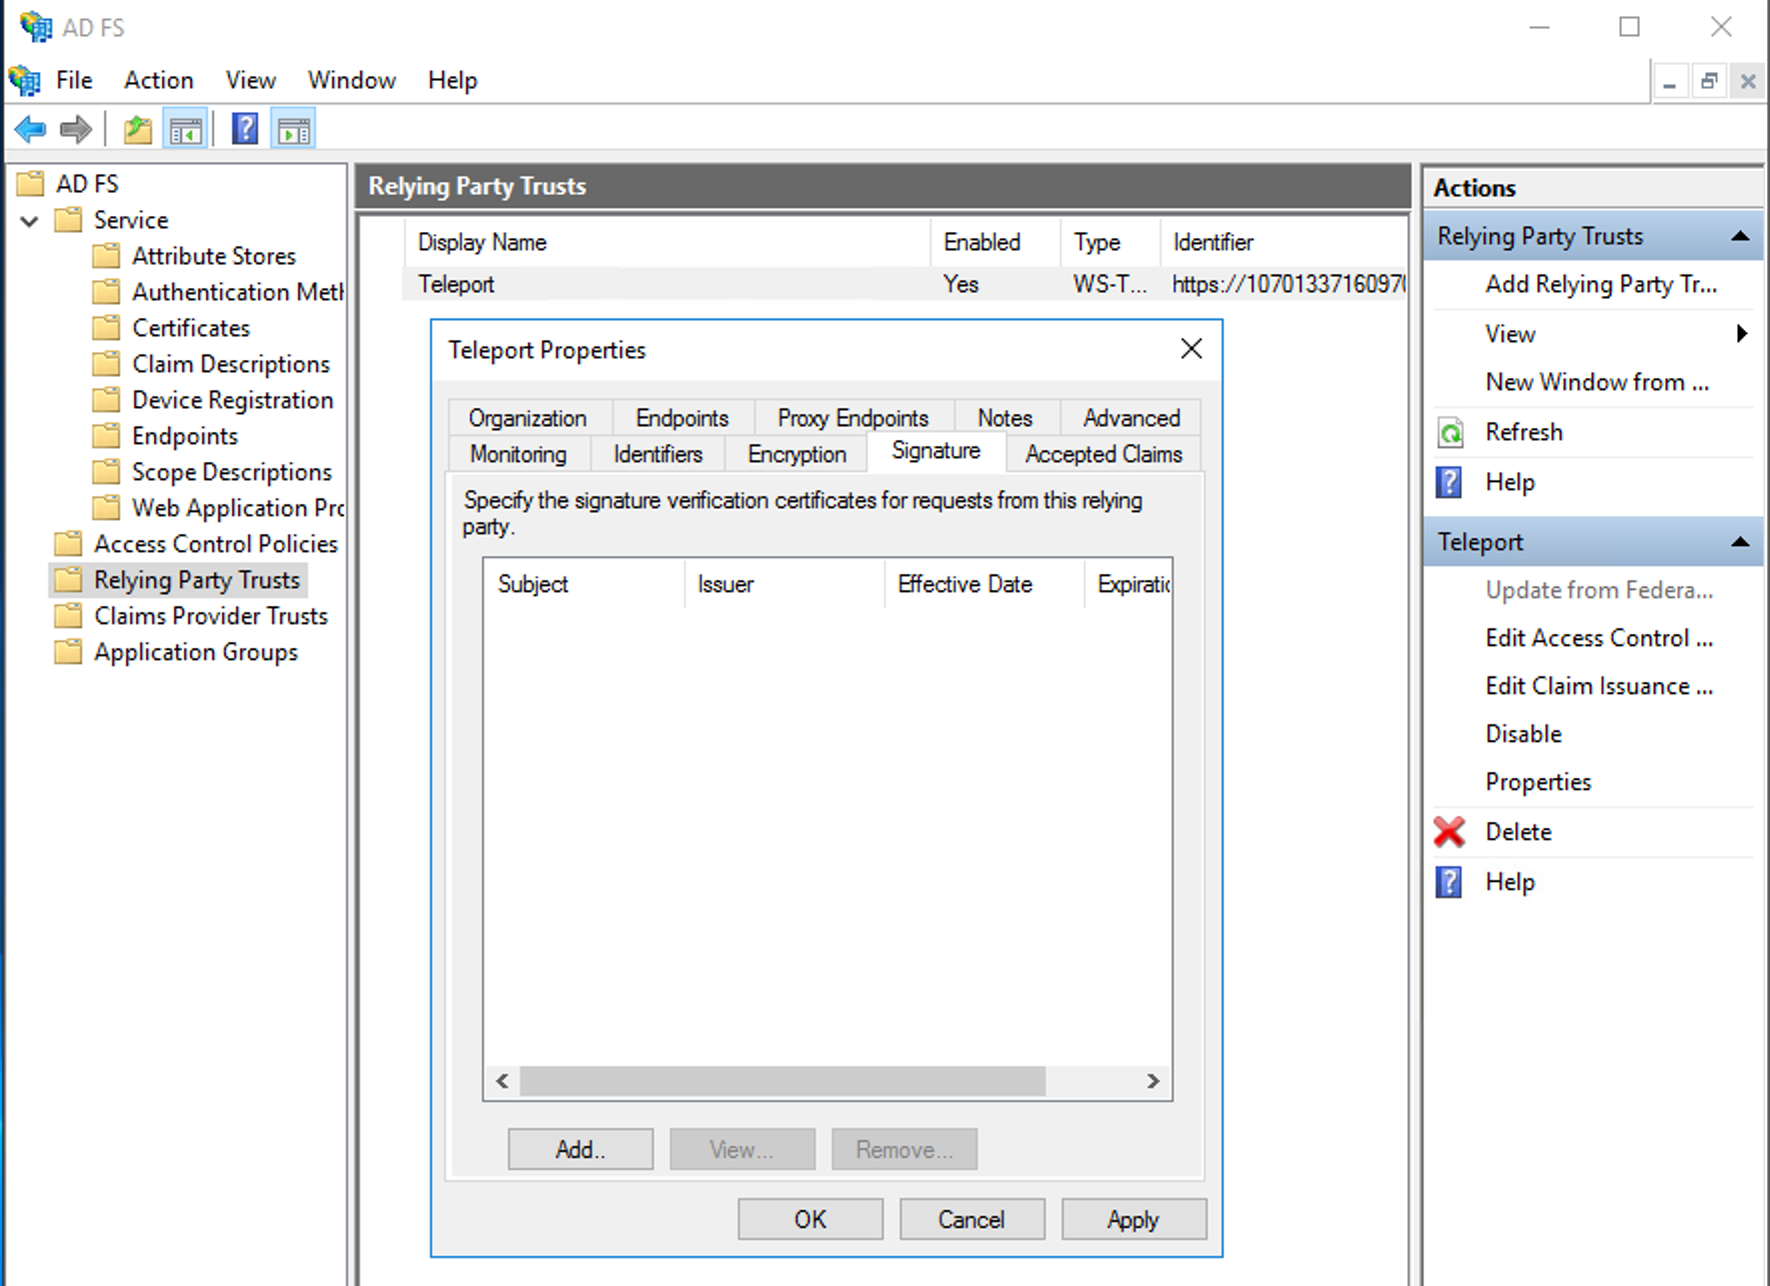 AD FS
File Action View Window Help
AD FS
Service
Attribute Stores
Authentication Meth
Certificates
Claim Descriptions
Device Registration
Endpoints
Scope Descriptions
Web Application Pro
Access Control Policies
Relying Party Trusts
Claims Provider Trusts
Application Groups
Relying Party Trusts
Display Name Enabled Type Identifier
Teleport Yes WS-T... https://10701337160970
Teleport Properties
Organization Endpoints Proxy Endpoints Notes Advanced
Monitoring Identifiers Encryption Signature Accepted Claims
Specify the signature verification certificates for requests from this relying
party.
Subject Issuer Effective Date Expiratio
Add.. View... Remove...
OK Cancel Apply
Actions
Relying Party Trusts
Add Relying Party Tr...
View
New Window from ...
Refresh
Help
Teleport
Update from Federa...
Edit Access Control ...
Edit Claim Issuance ...
Disable
Properties
Delete
Help